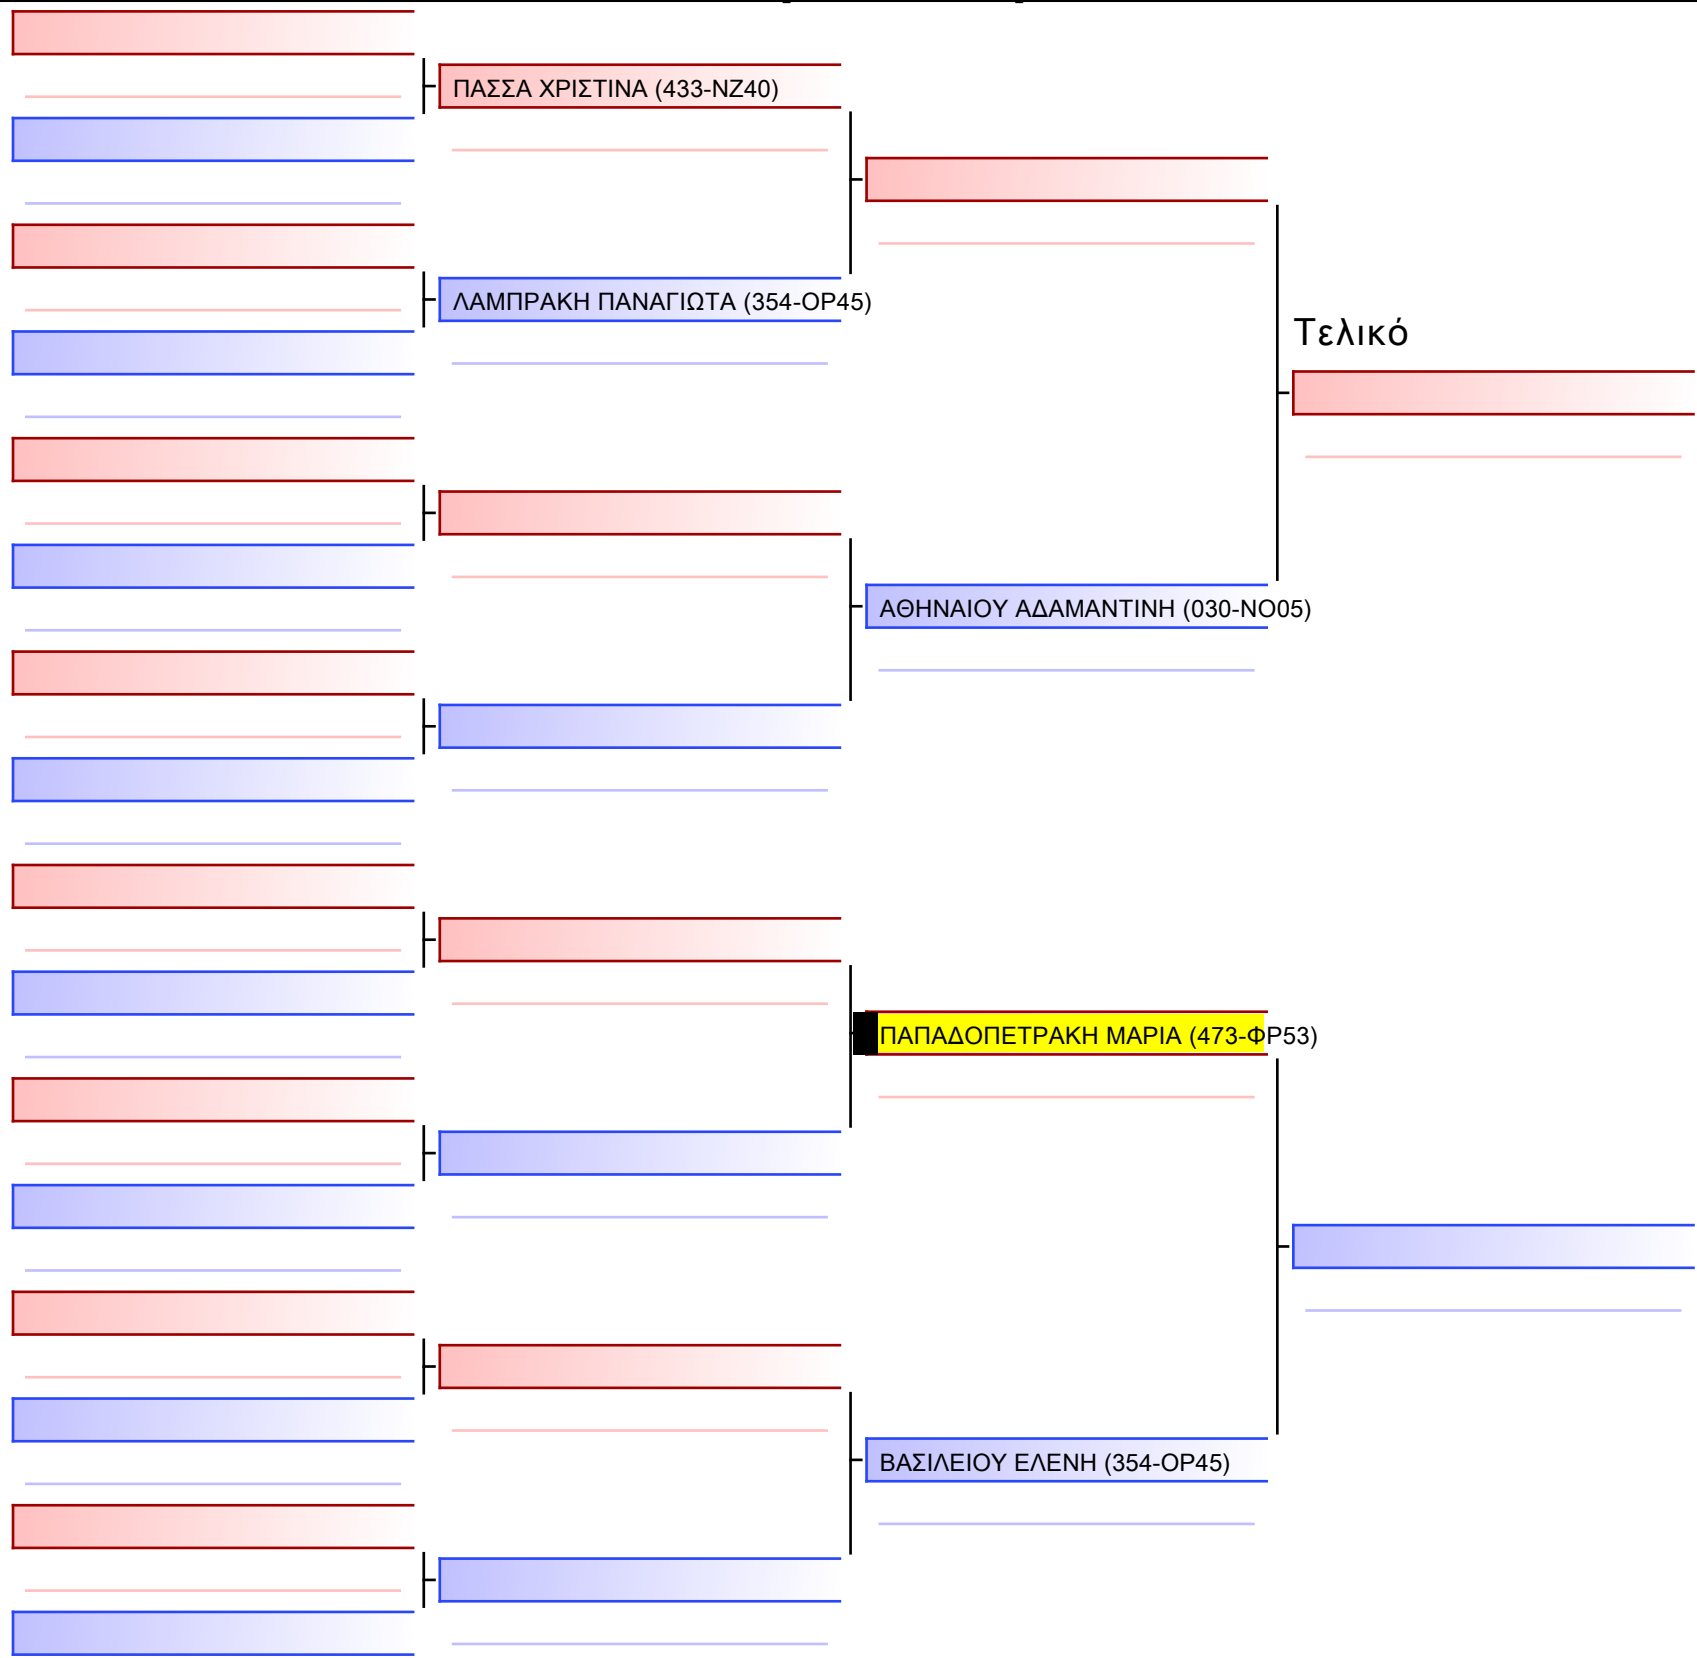 ΠΑΣΣΑ ΧΡΙΣΤΙΝΑ (433-ΝΖ40)
ΛΑΜΠΡΑΚΗ ΠΑΝΑΓΙΩΤΑ (354-ΟΡ45)
Τελικό
ΑΘΗΝΑΙΟΥ ΑΔΑΜΑΝΤΙΝΗ (030-ΝΟ05)
ΠΑΠΑΔΟΠΕΤΡΑΚΗ ΜΑΡΙΑ (473-ΦΡ53)
ΒΑΣΙΛΕΙΟΥ ΕΛΕΝΗ (354-ΟΡ45)